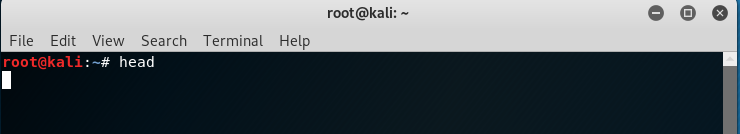 root@kali: ~
File Edit View Search Terminal Help
root@kali:~# head